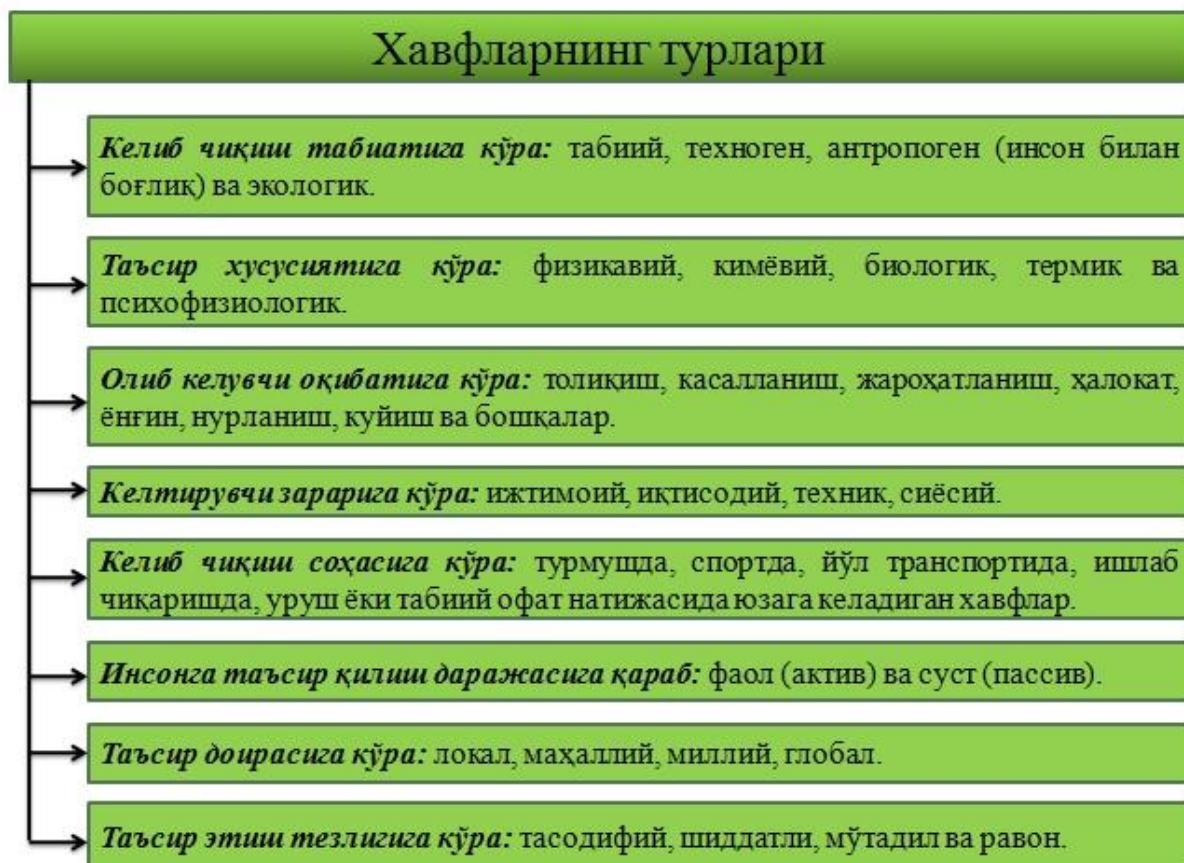 Хавфларнинг турлари
Келиб чиқиш табиатига кўра: табиий, техноген, антропоген (инсон билан
боғлиқ) ва экологик.
Таъсир хусусиятига кўра: физикавий, кимёвий, биологик, термик ва
психофизиологик.
Олиб келувчи оқибатига кўра: толиқиш, касалланиш, жароҳатланиш, ҳалокат,
ёнғин, нурланиш, куйиш ва бошқалар.
Келтирувчи зарарига кўра: ижтимоий, иқтисодий, техник, сиёсий.
Келиб чиқиш соҳасига кўра: турмушда, спортда, йўл транспортида, ишлаб
чиқаришда, уруш ёки табиий офат натижасида юзага келадиган хавфлар.
Инсонга таъсир қилиш даражасига қараб: фаол (актив) ва суст (пассив).
Таъсир доирасига кўра: локал, маҳаллий, миллий, глобал.
Таъсир этиш тезлигига кўра: тасодифий, шиддатли, мўтадил ва равон.